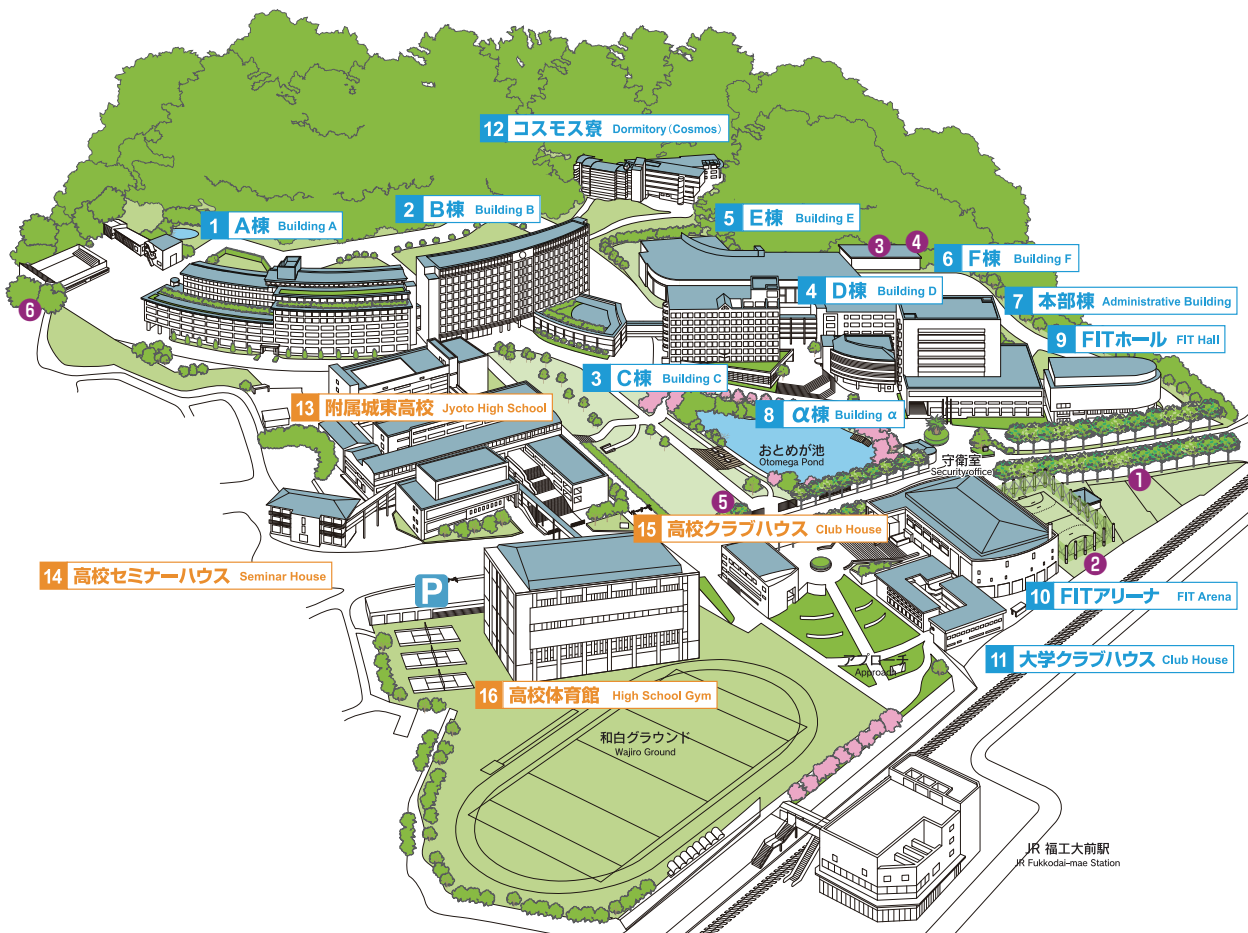 12 コスモス寮 Dormitory(Cosmos)
2 B棟 Building B
1 A棟 Building A
5 E棟 Building E
3
4
6 F棟 Building F
4 D棟 Building D
7 本部棟 Administrative Building
6
9 FITホール FIT Hall
3 C棟 Building C
13 附属城東高校 Jyoto High School
8 α棟 Building α
おとめが池
Otomega Pond
守衛室
Security office
1
5
15 高校クラブハウス Club House
2
14 高校セミナーハウス Seminar House
P
10 FITアリーナ FIT Arena
11 大学クラブハウス Club House
アプローチ
Approach
16 高校体育館 High School Gym
和白グラウンド
Wajiro Ground
JR 福工大前駅
JR Fukkodai-mae Station